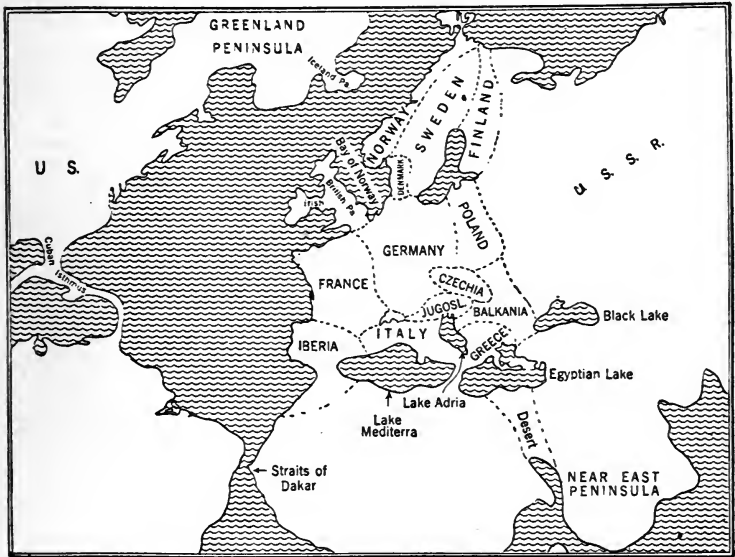 GREENLAND
PENINSULA
Iceland Pa.
U S.
U. S. S. R.
NORWAY
SWEDEN
FINLAND
Bay of Norway
DENMARK
British Pa.
Irish
Cuban
Isthmus
POLAND
GERMANY
FRANCE
CZECHIA
JUGOSL.
BALKANIA
Black Lake
ITALY
IBERIA
GREECE
Egyptian Lake
Lake Adria
Lake
Mediterra
Desert
Straits of
Dakar
NEAR EAST
PENINSULA